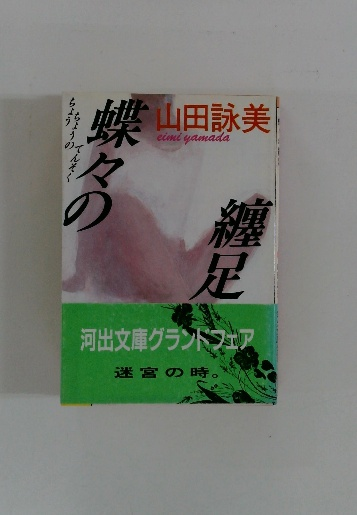 山田詠美
eimi yamada
蝶々の
ちょうちょうのてんそく
纏足
河出文庫グランドフェア
迷宮の時。